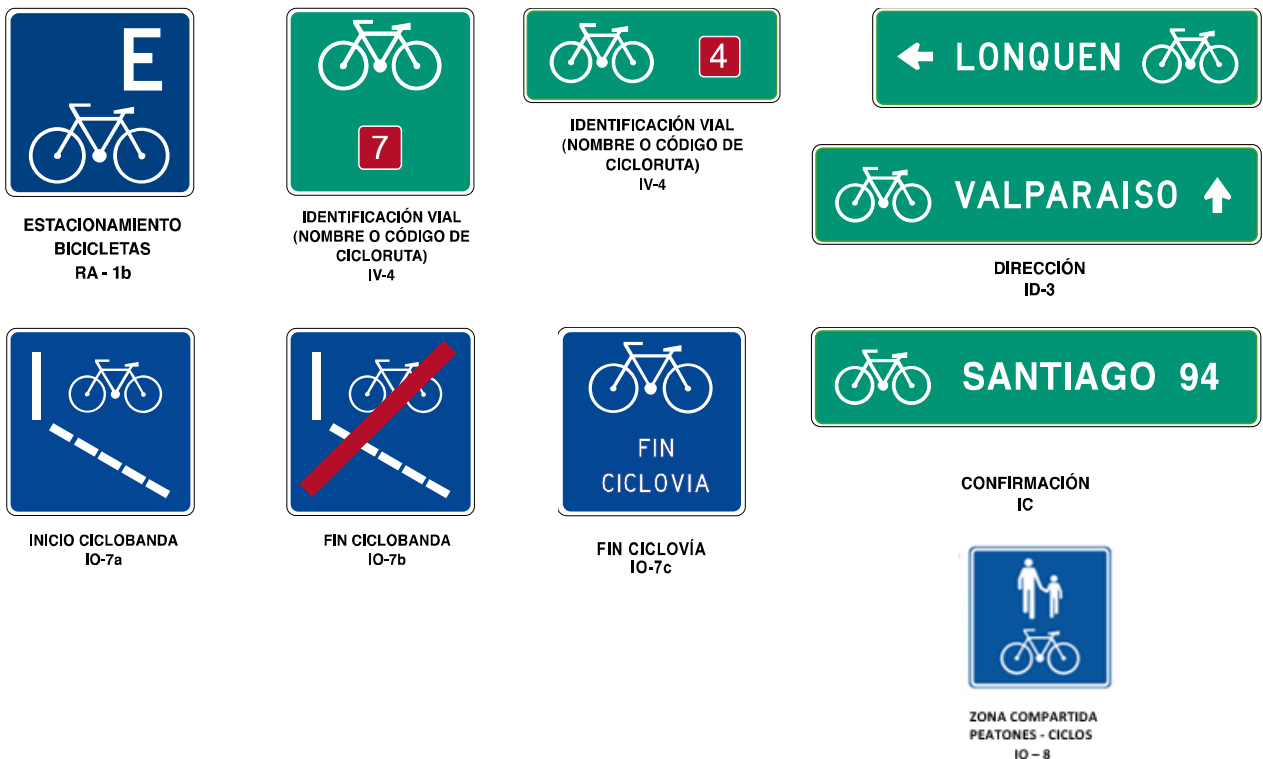 E
ESTACIONAMIENTO
BICICLETAS
RA - 1b
7
IDENTIFICACIÓN VIAL
(NOMBRE O CÓDIGO DE
CICLORUTA)
IV-4
4
IDENTIFICACIÓN VIAL
(NOMBRE O CÓDIGO DE
CICLORUTA)
IV-4
LONQUEN
VALPARAISO
DIRECCIÓN
ID-3
INICIO CICLOBANDA
IO-7a
FIN CICLOBANDA
IO-7b
FIN
CICLOVIA
FIN CICLOVÍA
IO-7c
SANTIAGO 94
CONFIRMACIÓN
IC
ZONA COMPARTIDA
PEATONES - CICLOS
IO – 8